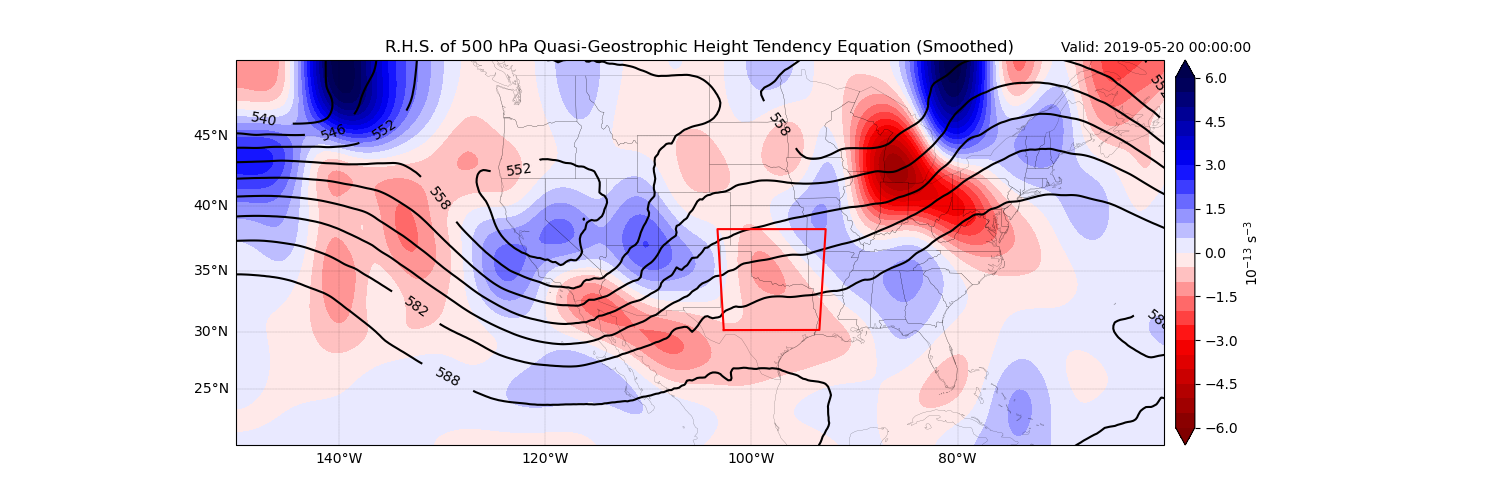 R.H.S. of 500 hPa Quasi-Geostrophic Height Tendency Equation (Smoothed)
Valid: 2019-05-20 00:00:00
45°N
40°N
35°N
30°N
25°N
140°W
120°W
100°W
80°W
540
546
552
558
552
558
582
588
552
6.0
4.5
3.0
1.5
0.0
−1.5
−3.0
−4.5
−6.0
10⁻¹³ s⁻³